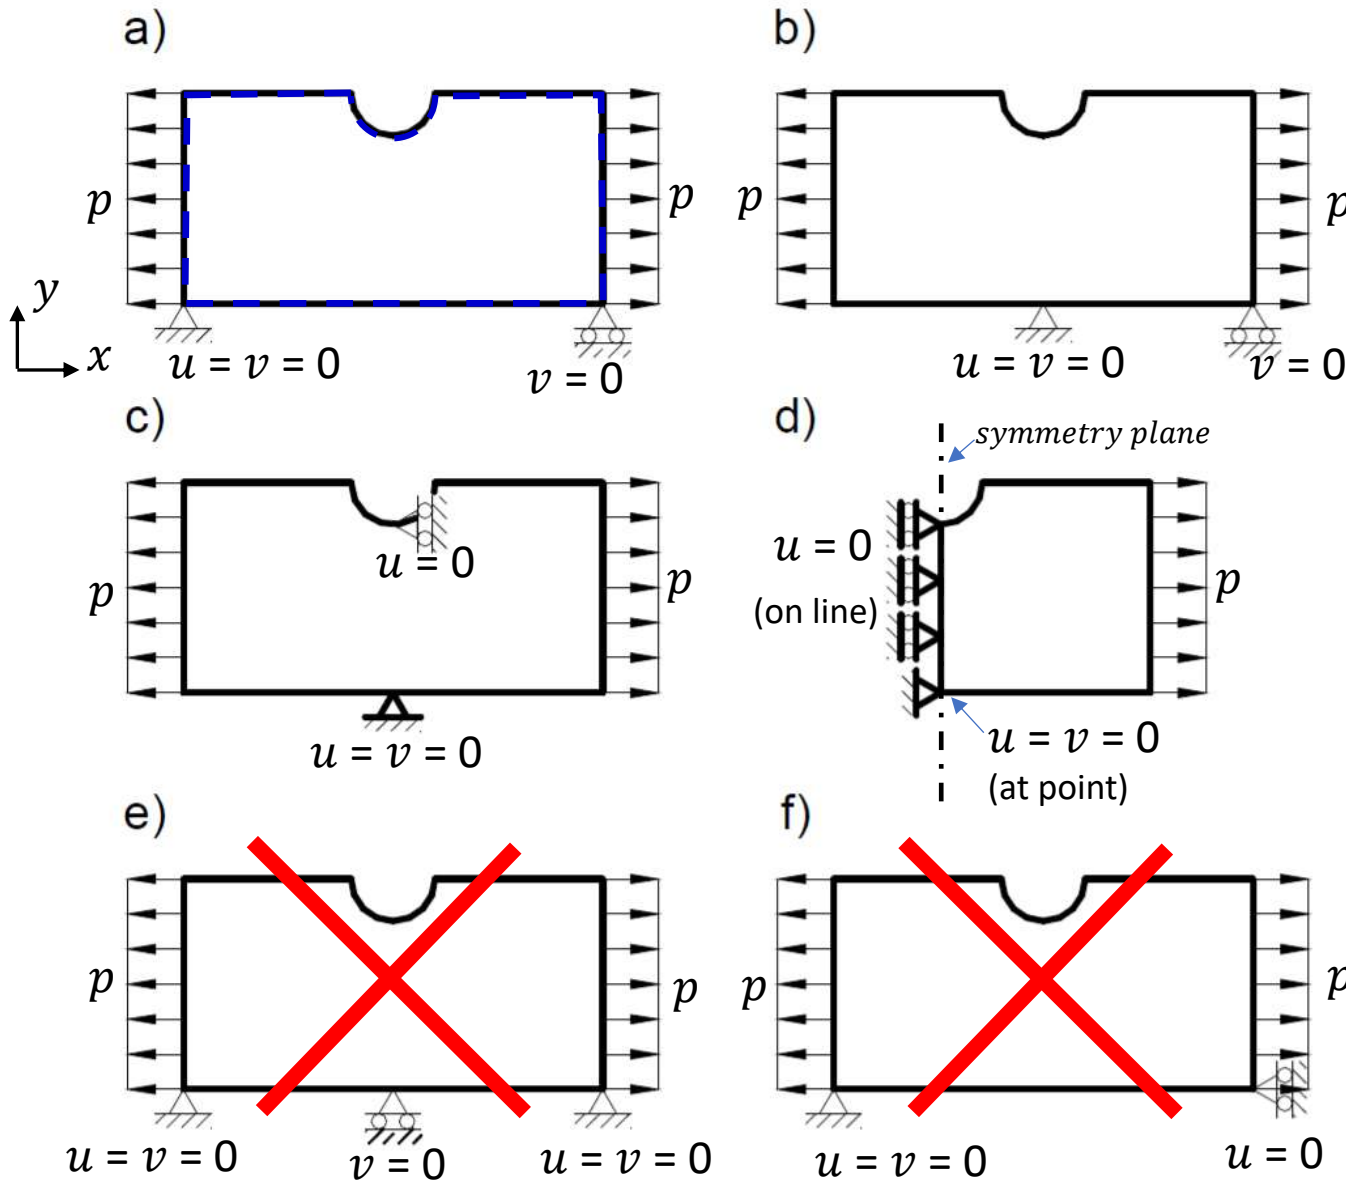 a)
b)
p
p
p
p
y
x
u = v = 0
v = 0
u = v = 0
v = 0
c)
d)
symmetry plane
u = 0
(on line)
u = 0
p
p
p
u = v = 0
u = v = 0
(at point)
e)
f)
p
p
p
p
u = v = 0
v = 0
u = v = 0
u = v = 0
u = 0